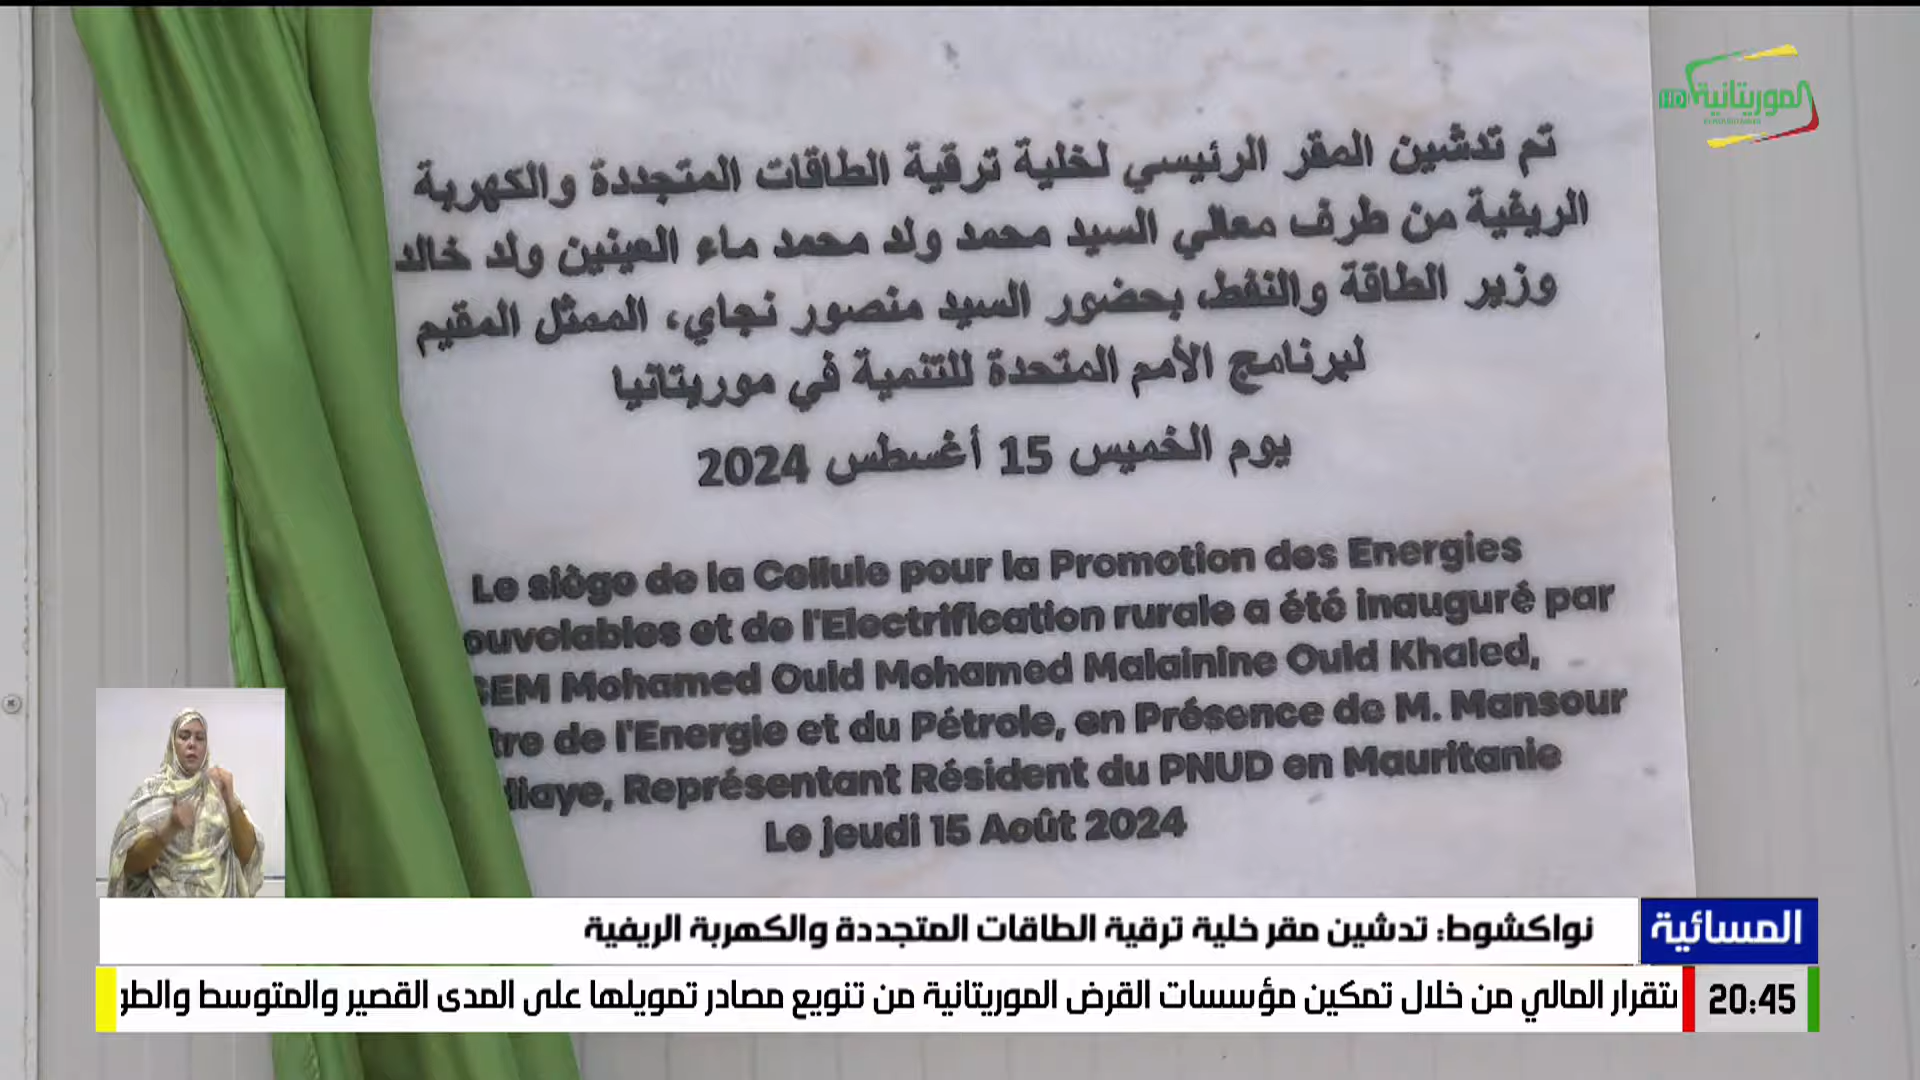 الموريتانية
HD
تم تدشين المقر الرئيسي لخلية ترقية الطاقات المتجددة والكهربة
الريفية من طرف معالي السيد محمد ولد محمد ماء العينين ولد خالد
وزير الطاقة والنفط، بحضور السيد منصور نجاي، الممثل المقيم
لبرنامج الأمم المتحدة للتنمية في موريتانيا
يوم الخميس 15 أغسطس 2024
Le siège de la Cellule pour la Promotion des Energies
ouvelables et de l'Electrification rurale a été inauguré par
SEM Mohamed Ould Mohamed Malainine Ould Khaled,
tre de l'Energie et du Pétrole, en Présence de M. Mansour
diaye, Représentant Résident du PNUD en Mauritanie
Le jeudi 15 Août 2024
المسائية
نواكشوط: تدشين مقر خلية ترقية الطاقات المتجددة والكهربة الريفية
20:45
ستقرار المالي من خلال تمكين مؤسسات القرض الموريتانية من تنويع مصادر تمويلها على المدى القصير والمتوسط والطو